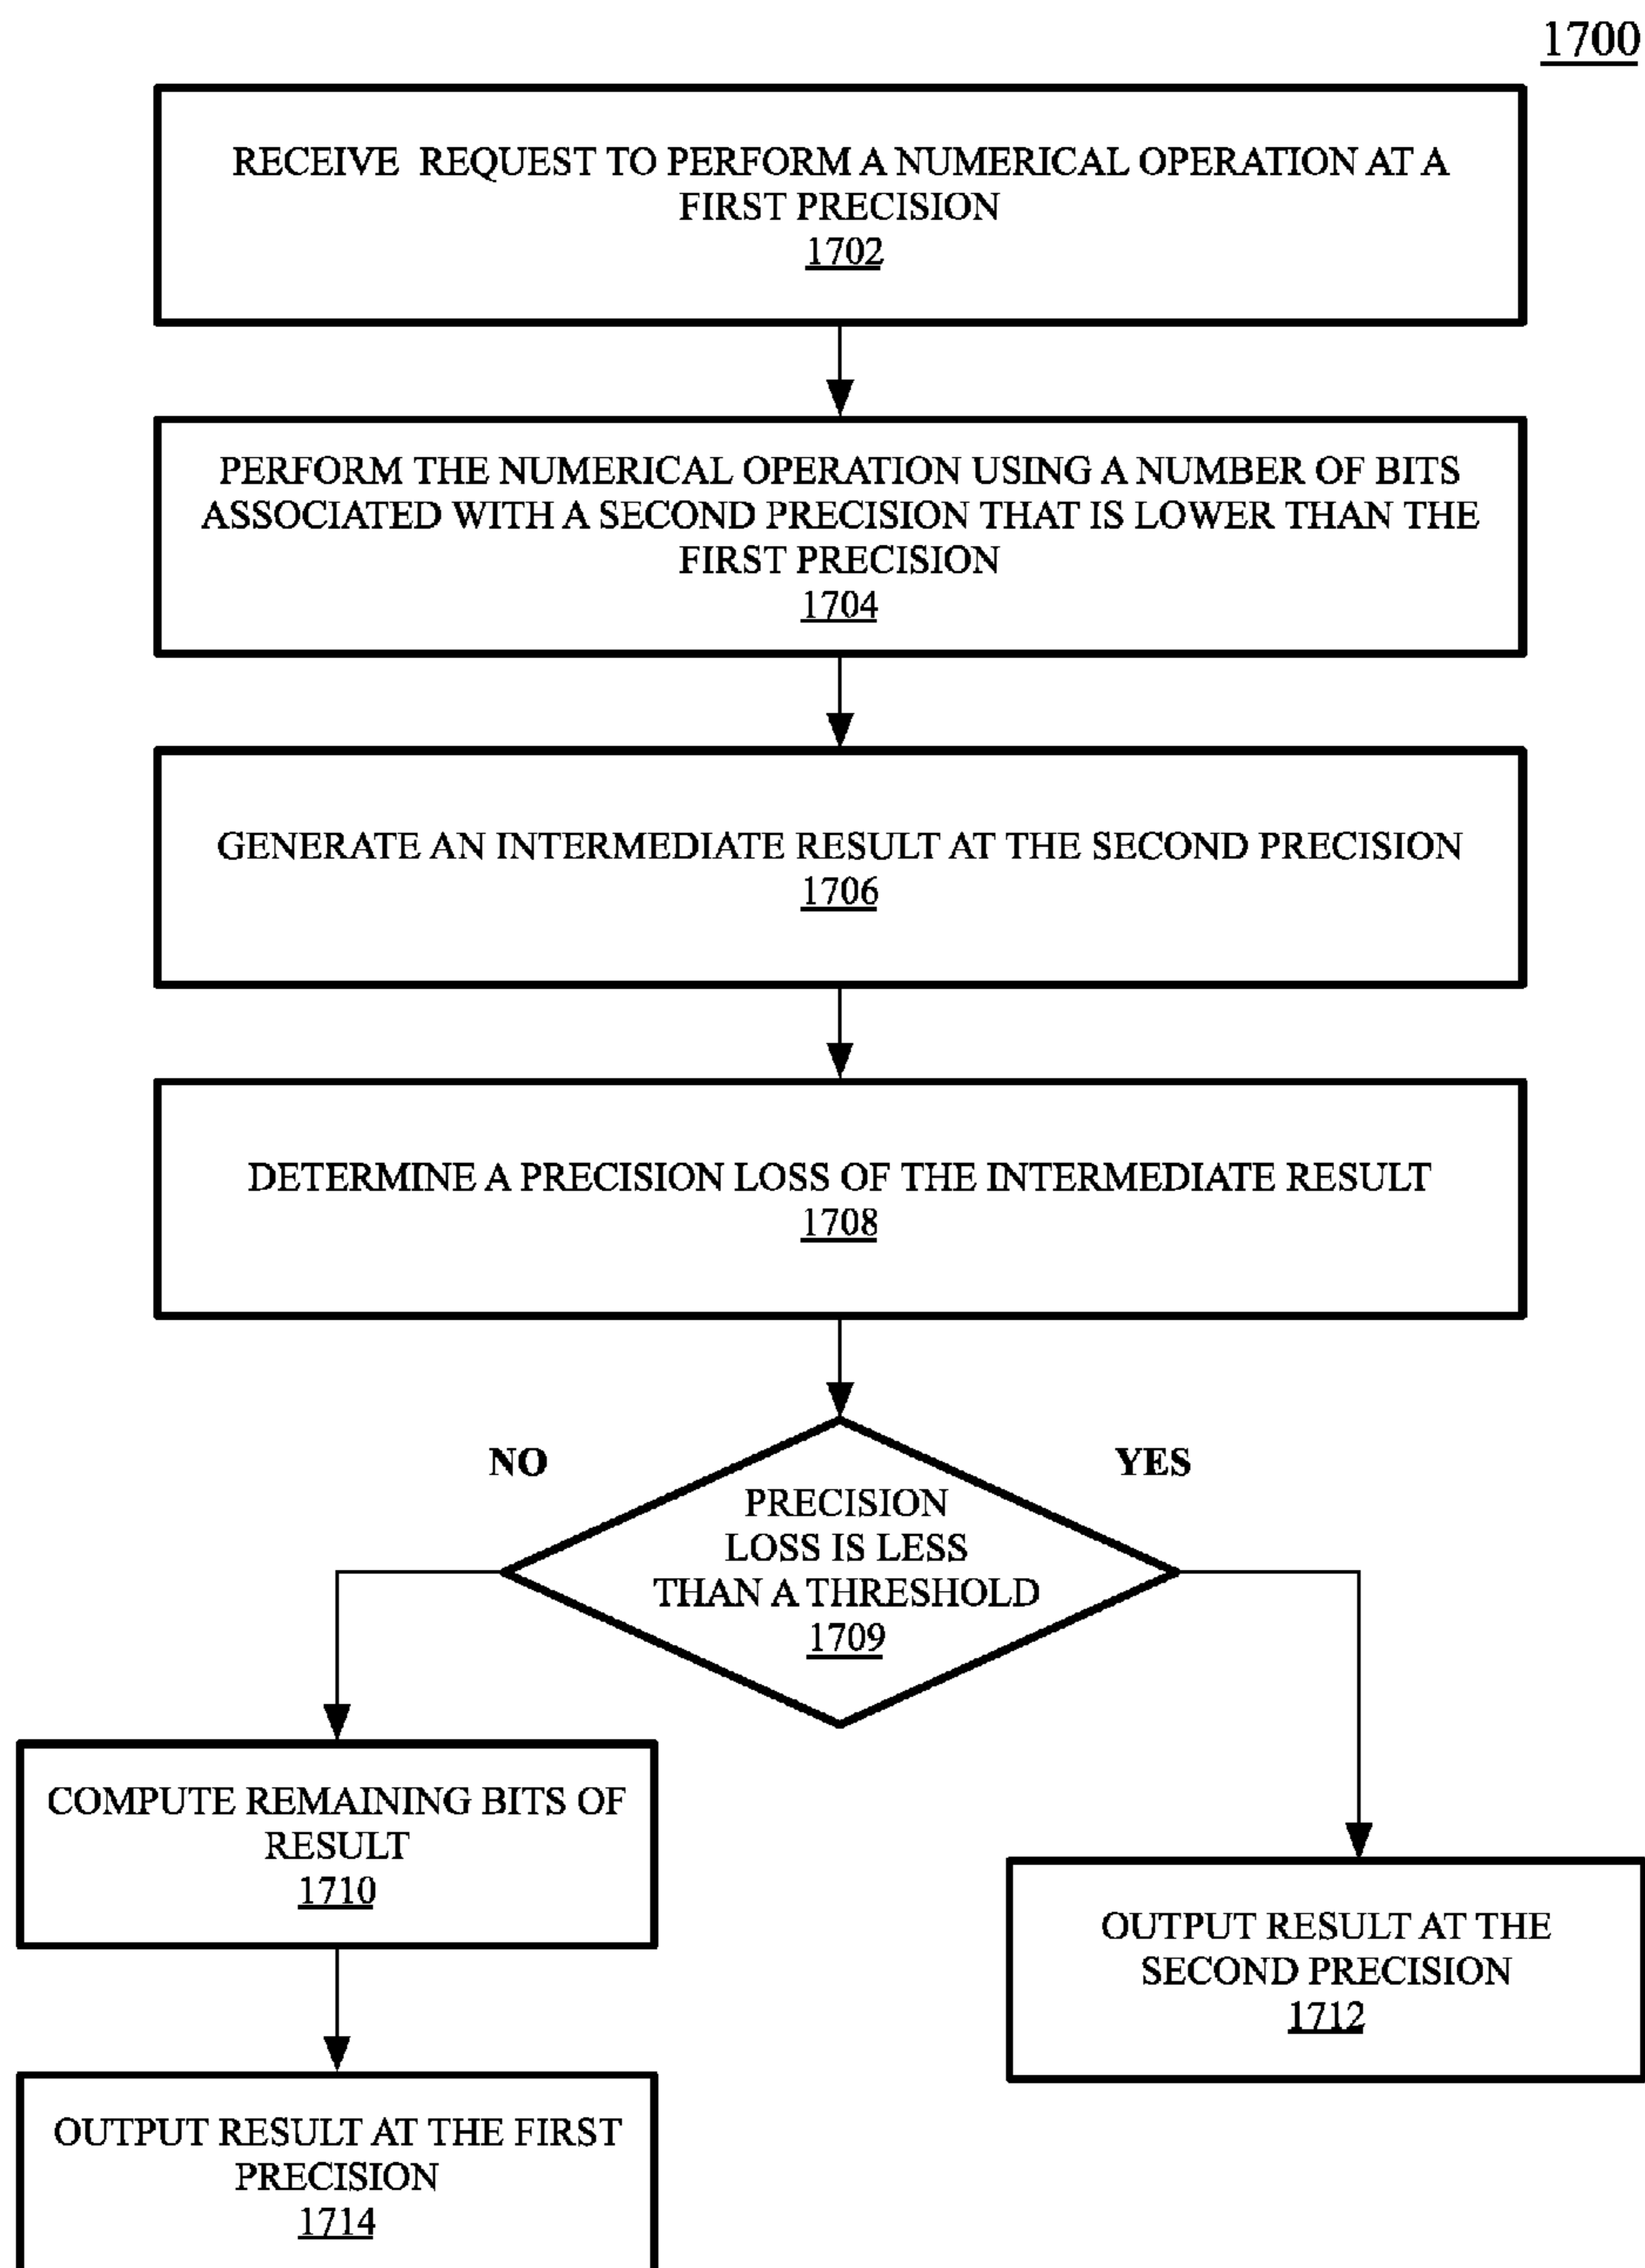 1700
RECEIVE REQUEST TO PERFORM A NUMERICAL OPERATION AT A
FIRST PRECISION
1702
PERFORM THE NUMERICAL OPERATION USING A NUMBER OF BITS
ASSOCIATED WITH A SECOND PRECISION THAT IS LOWER THAN THE
FIRST PRECISION
1704
GENERATE AN INTERMEDIATE RESULT AT THE SECOND PRECISION
1706
DETERMINE A PRECISION LOSS OF THE INTERMEDIATE RESULT
1708
NO
YES
PRECISION
LOSS IS LESS
THAN A THRESHOLD
1709
COMPUTE REMAINING BITS OF
RESULT
1710
OUTPUT RESULT AT THE
SECOND PRECISION
1712
OUTPUT RESULT AT THE FIRST
PRECISION
1714